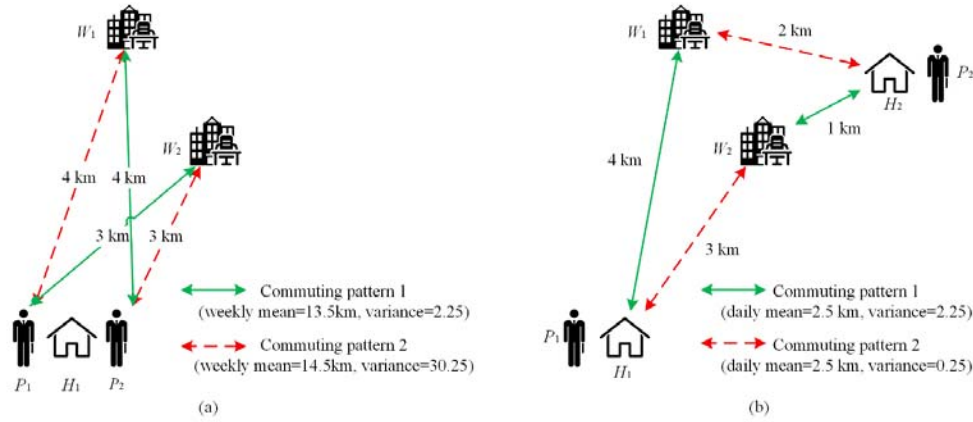 W1
W2
4 km
4 km
3 km
3 km
Commuting pattern 1
(weekly mean=13.5km, variance=2.25)
Commuting pattern 2
(weekly mean=14.5km, variance=30.25)
P1
H1
P2
(a)
W1
2 km
P2
H2
1 km
W2
4 km
3 km
Commuting pattern 1
(daily mean=2.5 km, variance=2.25)
P1
H1
Commuting pattern 2
(daily mean=2.5 km, variance=0.25)
(b)